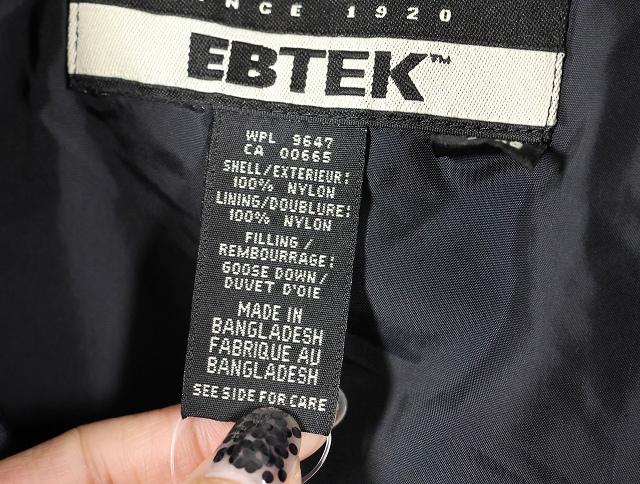 NCE 1920
EBTEK™
WPL 9647
CA 00665
SHELL/EXTERIEUR:
100% NYLON
LINING/DOUBLURE:
100% NYLON
FILLING/
REMBOURRAGE:
GOOSE DOWN/
DUVET D'OIE
MADE IN
BANGLADESH
FABRIQUE AU
BANGLADESH
SEE SIDE FOR CARE